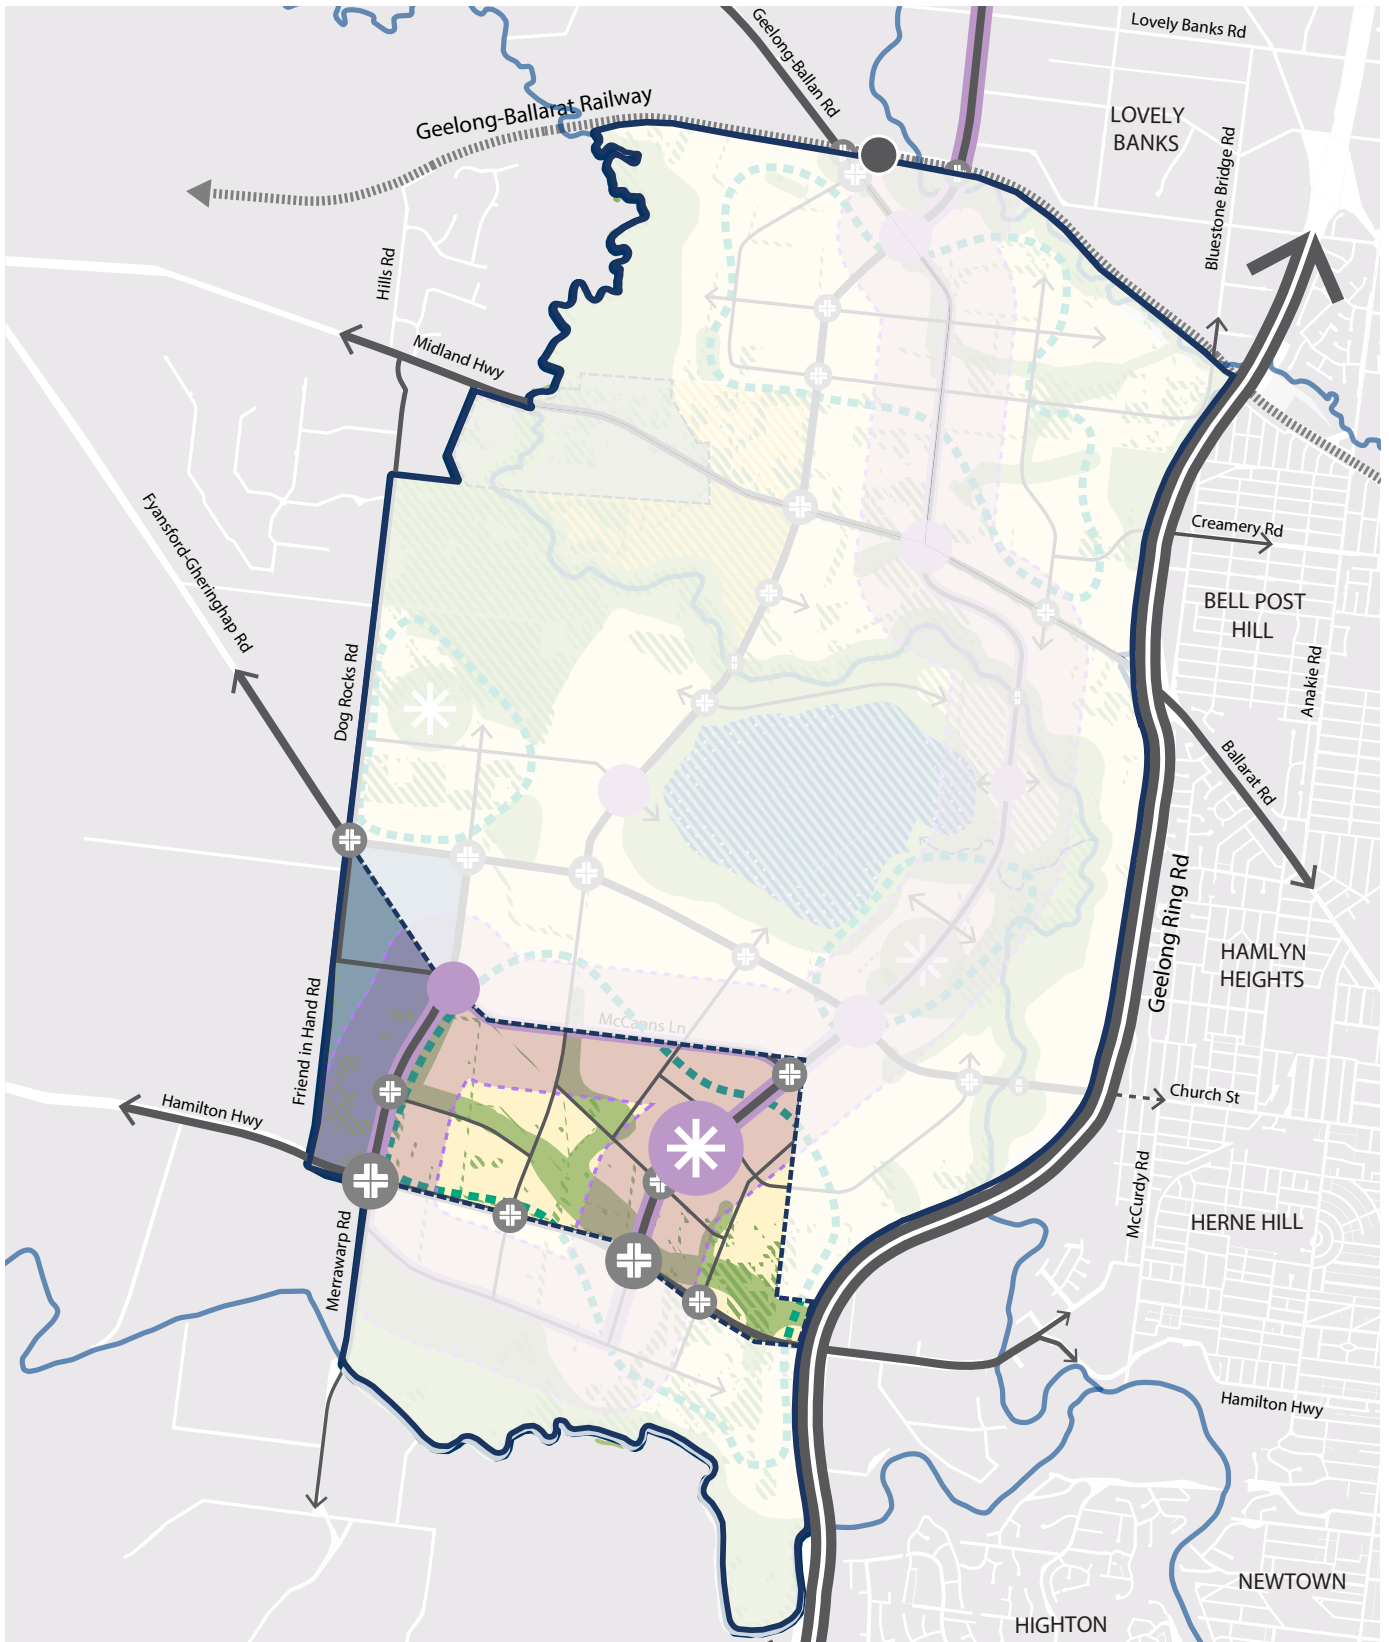 Lovely Banks Rd
Geelong-Ballan Rd
Geelong-Ballarat Railway
LOVELY
BANKS
Bluestone Bridge Rd
Hills Rd
Midland Hwy
Fyansford-Gheringhap Rd
Creamery Rd
BELL POST
HILL
Anakie Rd
Dog Rocks Rd
Ballarat Rd
Geelong Ring Rd
HAMLYN
HEIGHTS
McCanns Ln
Friend in Hand Rd
Hamilton Hwy
Church St
McCurdy Rd
HERNE HILL
Merrawarp Rd
Hamilton Hwy
NEWTOWN
HIGHTON